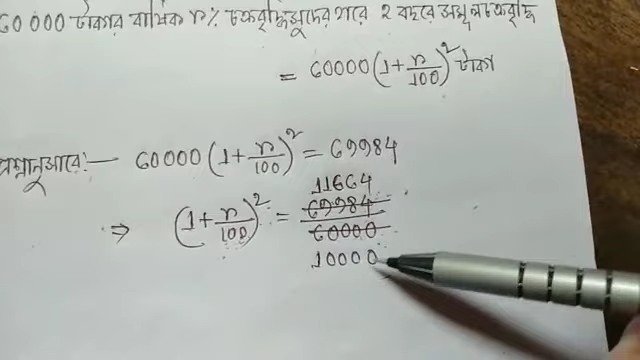 60000 টাকার বার্ষিক n% চক্রবৃদ্ধি সুদের হারে 2 বছরে সমূল চক্রবৃদ্ধি
= 60000(1+n/100)^2 টাকা
প্রশ্নানুসারে:— 60000(1+n/100)^2 = 69984
⇒ (1+n/100)^2 = 11664 69984/60000 10000